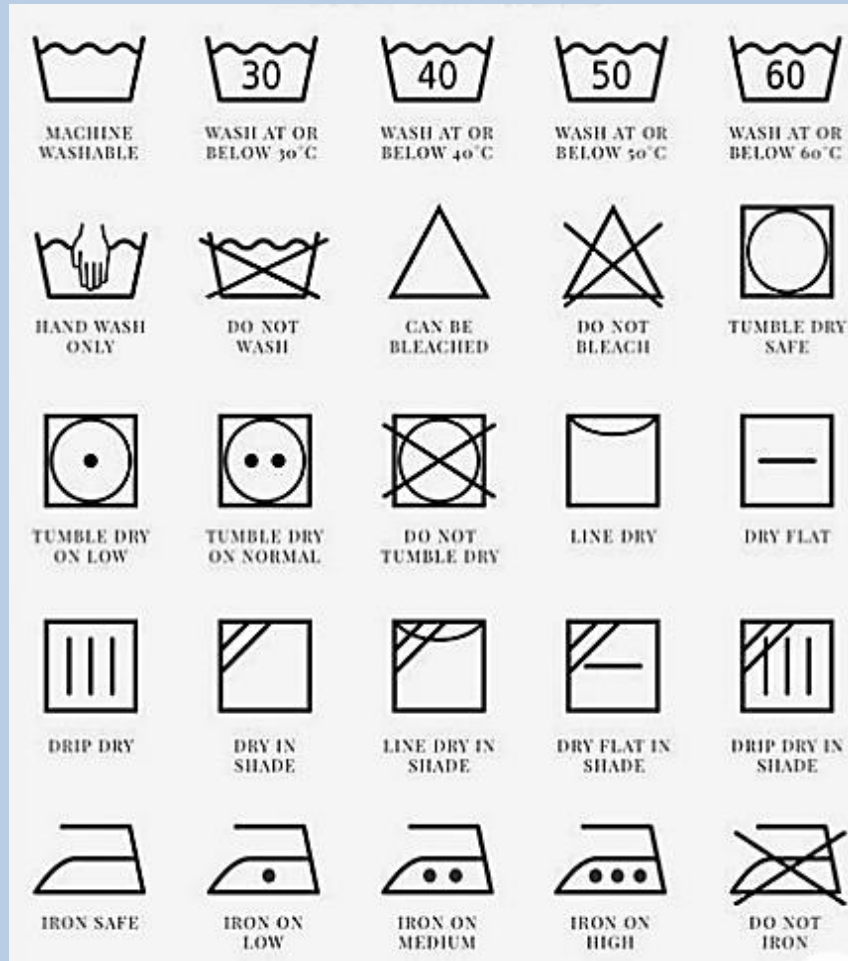 30
40
50
60
MACHINE
WASHABLE
WASH AT OR
BELOW 30°C
WASH AT OR
BELOW 40°C
WASH AT OR
BELOW 50°C
WASH AT OR
BELOW 60°C
HAND WASH
ONLY
DO NOT
WASH
CAN BE
BLEACHED
DO NOT
BLEACH
TUMBLE DRY
SAFE
TUMBLE DRY
ON LOW
TUMBLE DRY
ON NORMAL
DO NOT
TUMBLE DRY
LINE DRY
DRY FLAT
DRIP DRY
DRY IN
SHADE
LINE DRY IN
SHADE
DRY FLAT IN
SHADE
DRIP DRY IN
SHADE
IRON SAFE
IRON ON
LOW
IRON ON
MEDIUM
IRON ON
HIGH
DO NOT
IRON